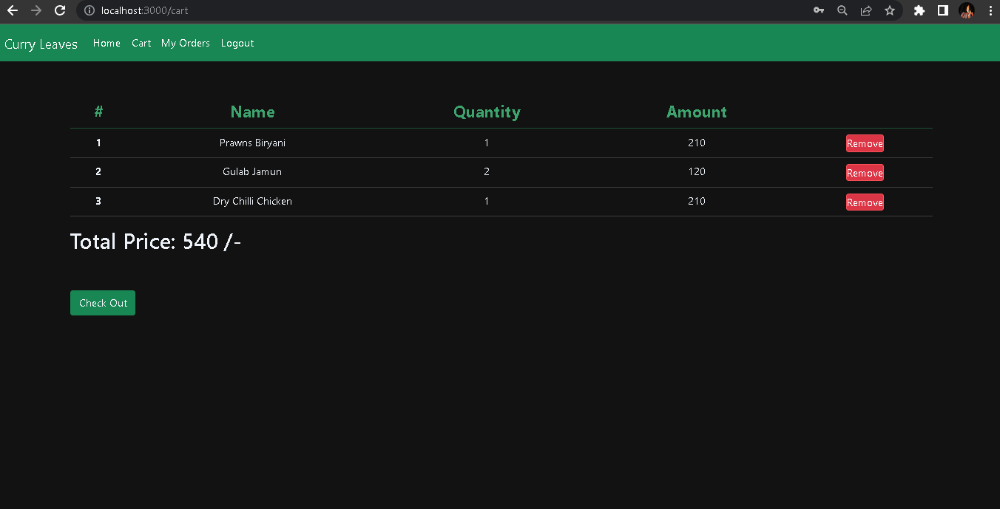 localhost:3000/cart
Curry Leaves Home Cart My Orders Logout
# Name Quantity Amount
1 Prawns Biryani 1 210 Remove
2 Gulab Jamun 2 120 Remove
3 Dry Chilli Chicken 1 210 Remove
Total Price: 540 /-
Check Out